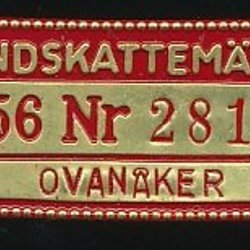 NDSKATTEMÄ
56 Nr 281
OVANÅKER